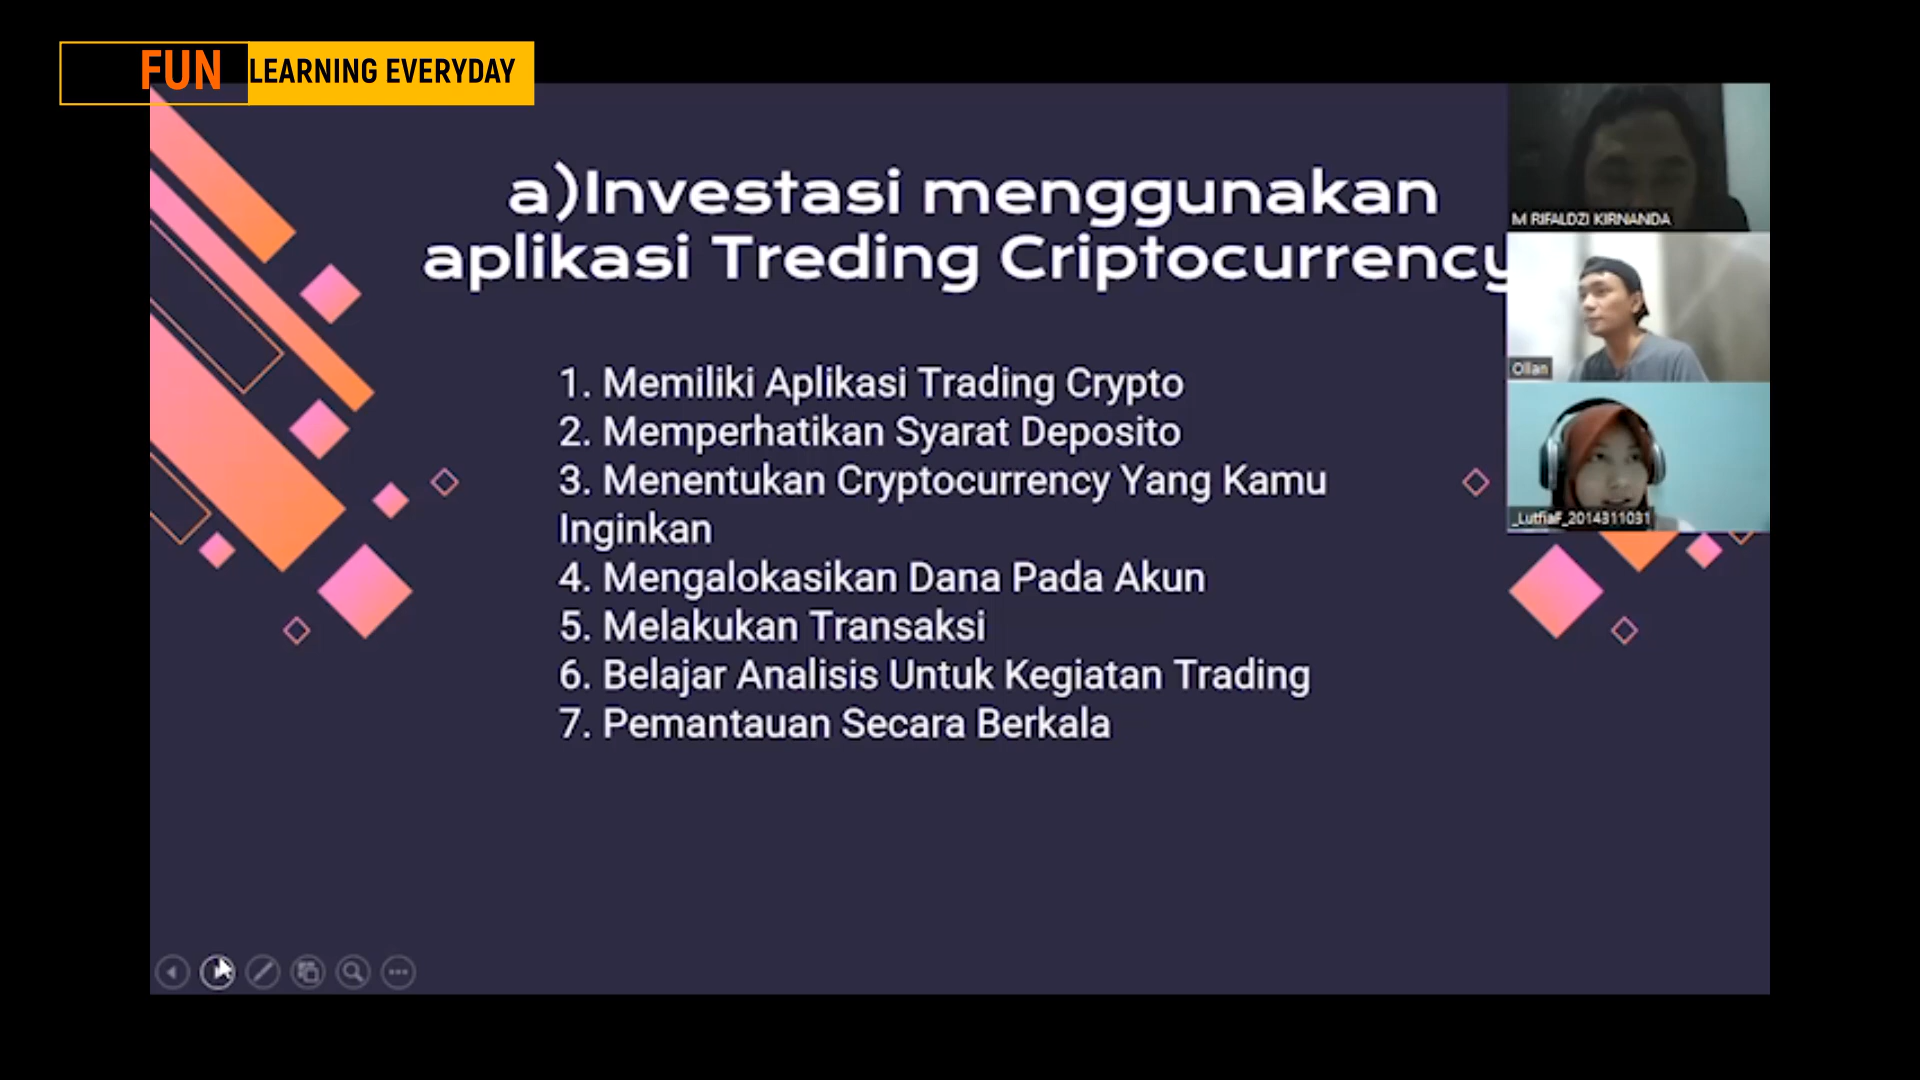 FUN LEARNING EVERYDAY
a)Investasi menggunakan
aplikasi Treding Criptocurrency
1. Memiliki Aplikasi Trading Crypto
2. Memperhatikan Syarat Deposito
3. Menentukan Cryptocurrency Yang Kamu
Inginkan
4. Mengalokasikan Dana Pada Akun
5. Melakukan Transaksi
6. Belajar Analisis Untuk Kegiatan Trading
7. Pemantauan Secara Berkala
M RIFALDZI KIRNANDA
Ollan
_LutfiaF_2014311031